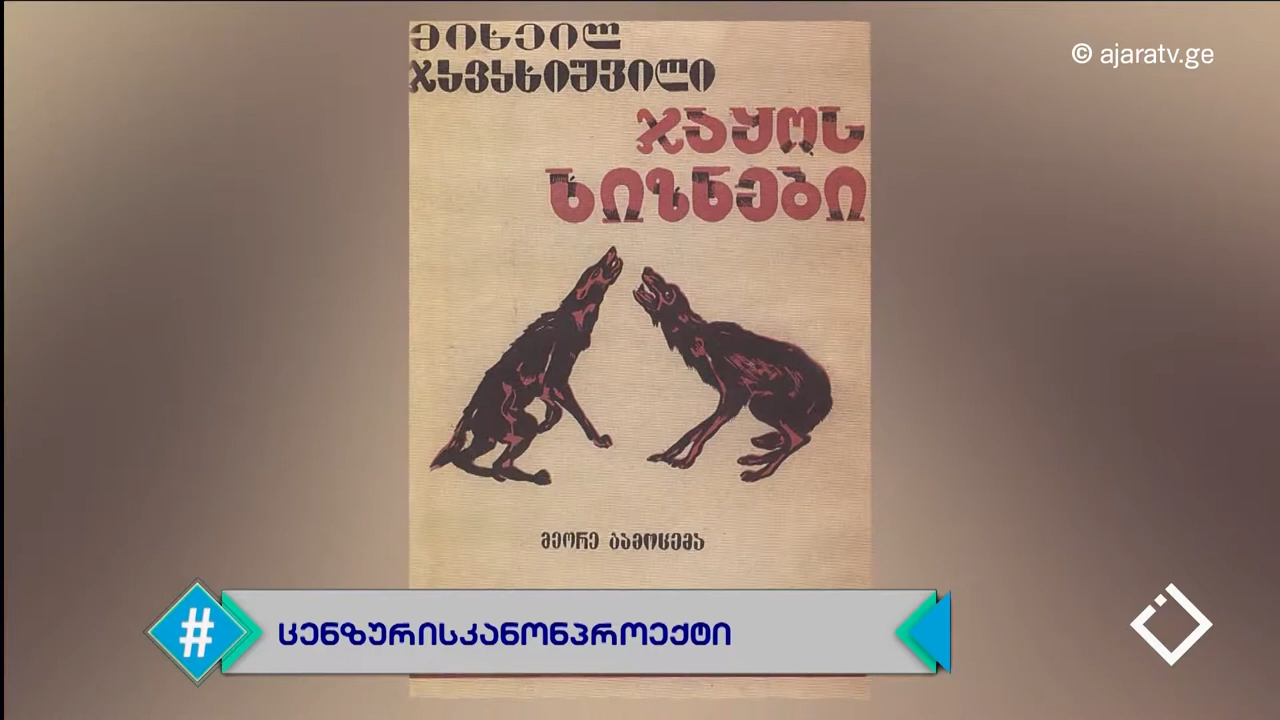 მიხეილ
ჯავახიშვილი
ჯაყოს
ხიზნები
მეორე გამოცემა
© ajaratv.ge
# ცენზურისკანონპროექტი